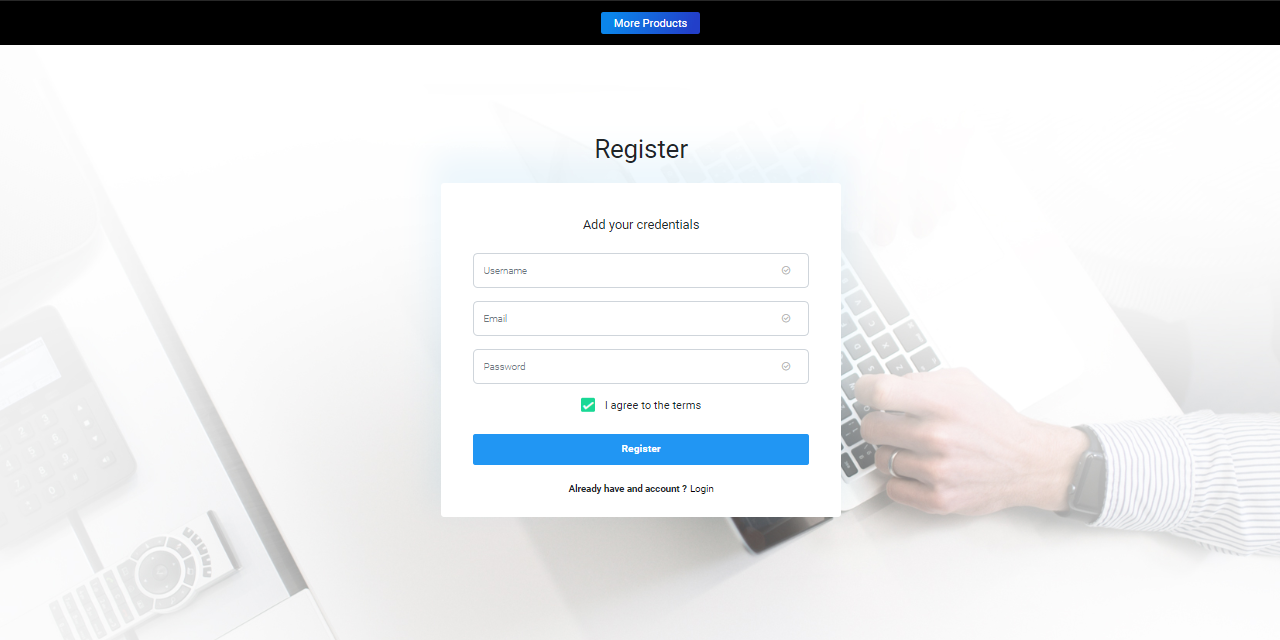 More Products
Register
Add your credentials
Username
Email
Password
I agree to the terms
Register
Already have and account ? Login